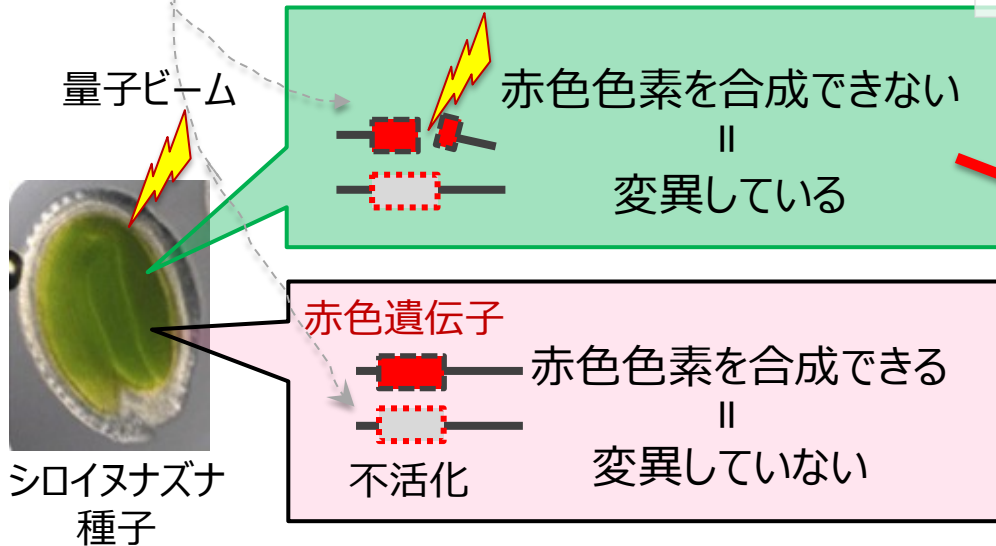 量子ビーム
赤色色素を合成できない
=
変異している
赤色遺伝子
赤色色素を合成できる
=
変異していない
不活化
シロイヌナズナ
種子